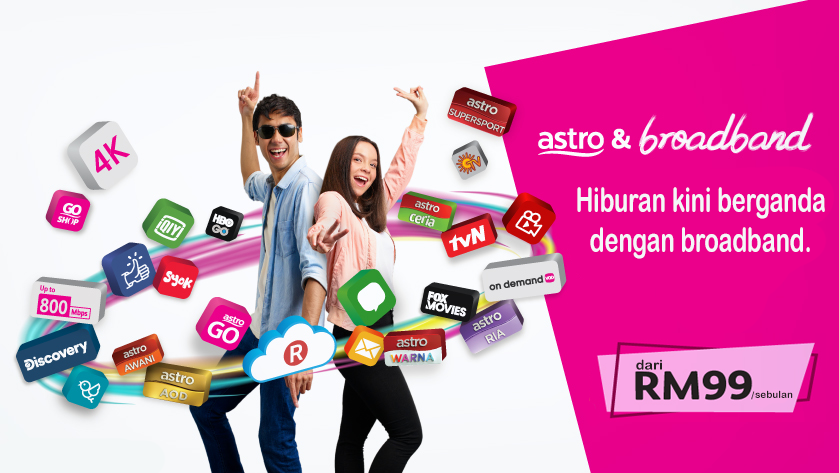 4K
GO
SHOP
iQIYI
HBO
GO
Syok
Up to
800 Mbps
Discovery
astro
AWANI
astro
AOD
astro
GO
R
astro
SUPERSPORT
astro
ceria
tvN
on demand
FOX
MOVIES
astro
RIA
astro
WARNA
astro & broadband
Hiburan kini berganda
dengan broadband.
dari
RM99/sebulan